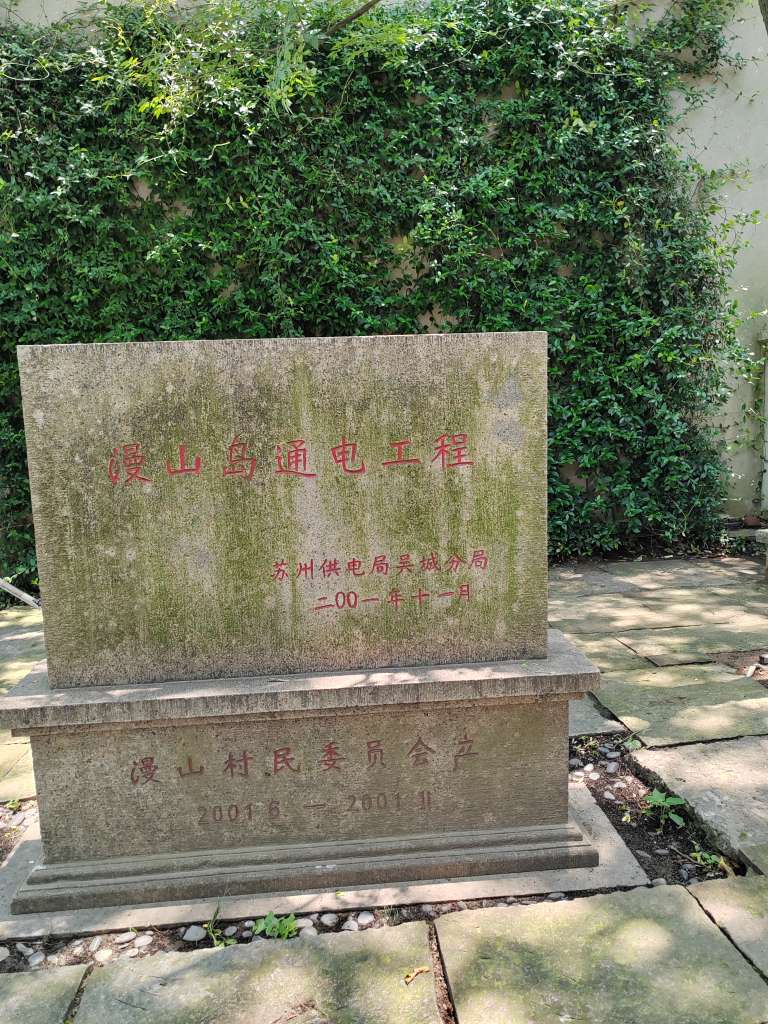 漫山岛通电工程
苏州供电局吴城分局
二00一年十一月
漫山村民委员会立
2001 6 — 2001 11